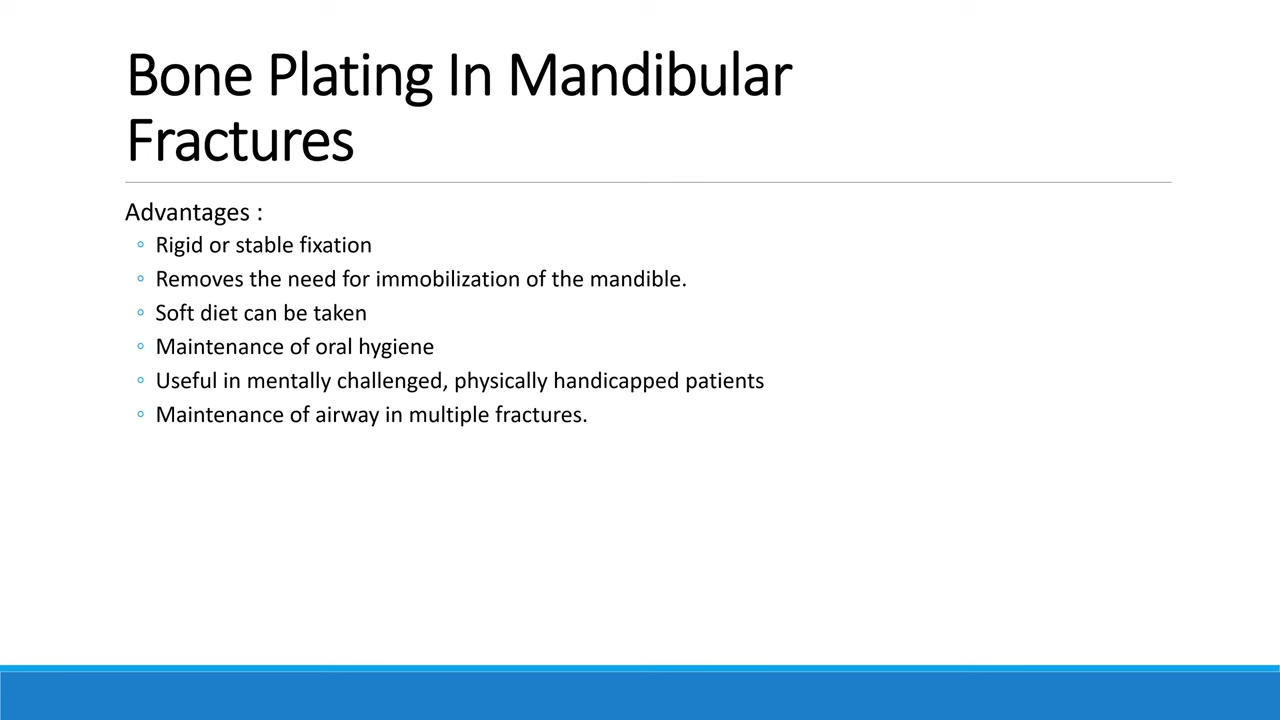 Bone Plating In Mandibular
Fractures
Advantages :
◦ Rigid or stable fixation
◦ Removes the need for immobilization of the mandible.
◦ Soft diet can be taken
◦ Maintenance of oral hygiene
◦ Useful in mentally challenged, physically handicapped patients
◦ Maintenance of airway in multiple fractures.